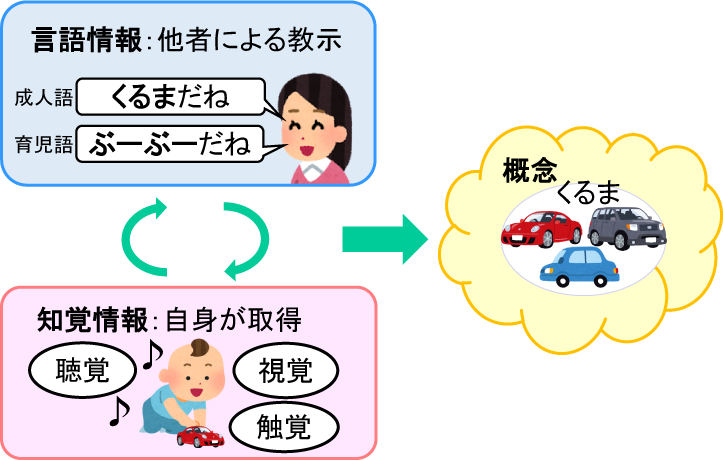 言語情報：他者による教示
成人語 くるまだね
育児語 ぶーぶーだね
概念
くるま
知覚情報：自身が取得
聴覚
視覚
触覚